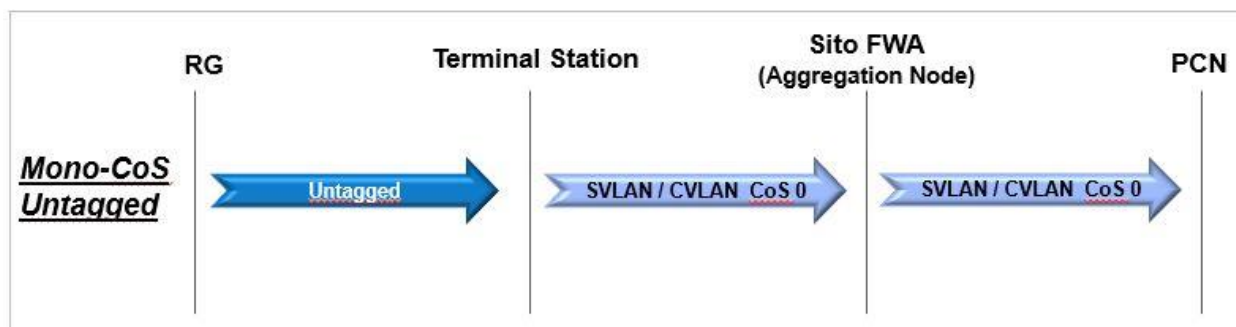 RG
Terminal Station
Sito FWA
(Aggregation Node)
PCN
Mono-CoS
Untagged
Untagged
SVLAN / CVLAN CoS 0
SVLAN / CVLAN CoS 0